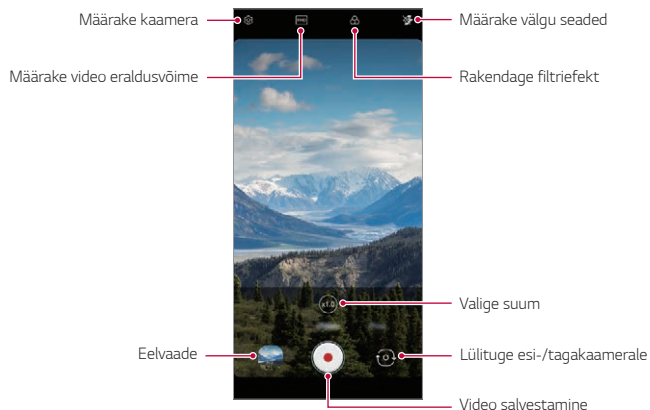 Määrake kaamera
Määrake välgu seaded
Määrake video eraldusvõime
Rakendage filtriefekt
x1.0
Valige suum
Eelvaade
Lülituge esi-/tagakaamerale
Video salvestamine